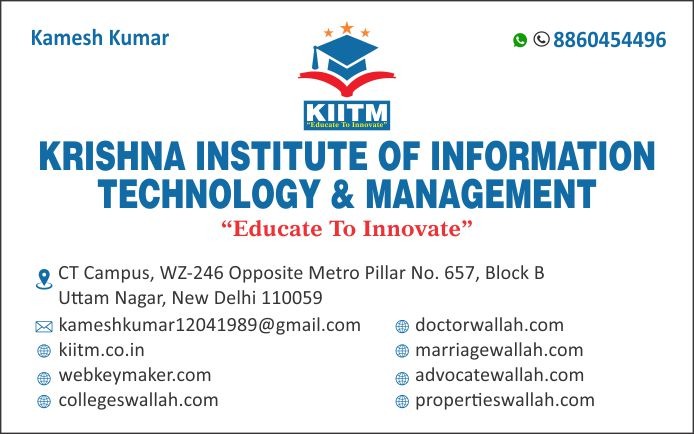 Kamesh Kumar
8860454496
KIITM
"Educate To Innovate"
KRISHNA INSTITUTE OF INFORMATION
TECHNOLOGY & MANAGEMENT
“Educate To Innovate”
CT Campus, WZ-246 Opposite Metro Pillar No. 657, Block B
Uttam Nagar, New Delhi 110059
kameshkumar12041989@gmail.com
kiitm.co.in
webkeymaker.com
collegeswallah.com
doctorwallah.com
marriagewallah.com
advocatewallah.com
propertieswallah.com